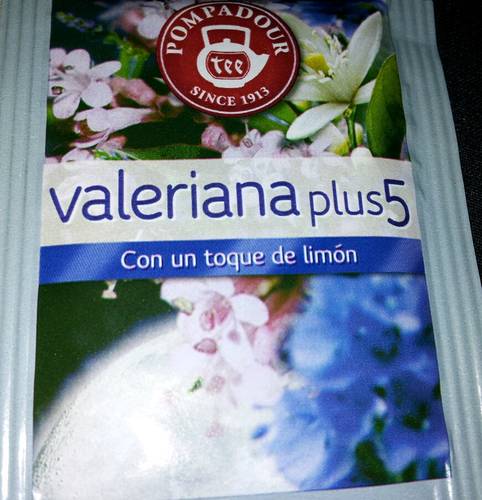 POMPADOUR
Tee
SINCE 1913
valeriana plus5
Con un toque de limón